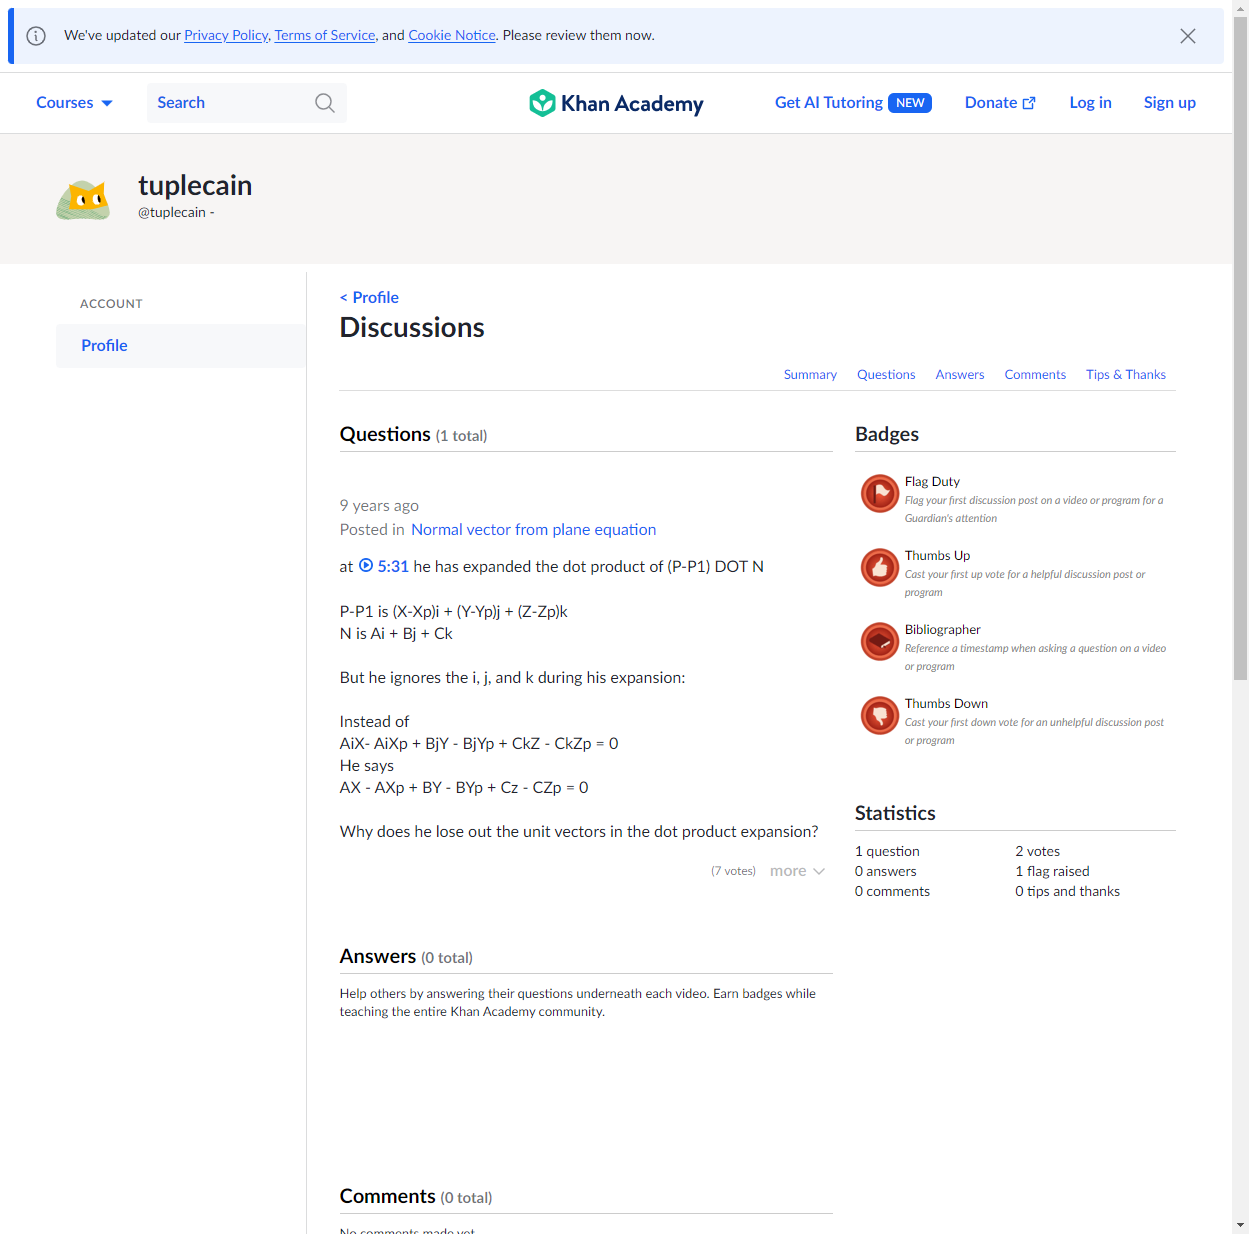 We've updated our Privacy Policy, Terms of Service, and Cookie Notice. Please review them now.
Courses
Search
Khan Academy
Get AI Tutoring NEW
Donate
Log in
Sign up
tuplecain
@tuplecain -
ACCOUNT
Profile
< Profile
Discussions
Summary
Questions
Answers
Comments
Tips & Thanks
Questions (1 total)
9 years ago
Posted in Normal vector from plane equation
at 5:31 he has expanded the dot product of (P-P1) DOT N
P-P1 is (X-Xp)i + (Y-Yp)j + (Z-Zp)k
N is Ai + Bj + Ck
But he ignores the i, j, and k during his expansion:
Instead of
AiX- AiXp + BjY - BjYp + CkZ - CkZp = 0
He says
AX - AXp + BY - BYp + Cz - CZp = 0
Why does he lose out the unit vectors in the dot product expansion?
(7 votes)
more
Answers (0 total)
Help others by answering their questions underneath each video. Earn badges while
teaching the entire Khan Academy community.
Comments (0 total)
No comments made yet
Badges
Flag Duty
Flag your first discussion post on a video or program for a
Guardian's attention
Thumbs Up
Cast your first up vote for a helpful discussion post or
program
Bibliographer
Reference a timestamp when asking a question on a video
or program
Thumbs Down
Cast your first down vote for an unhelpful discussion post
or program
Statistics
1 question
2 votes
0 answers
1 flag raised
0 comments
0 tips and thanks